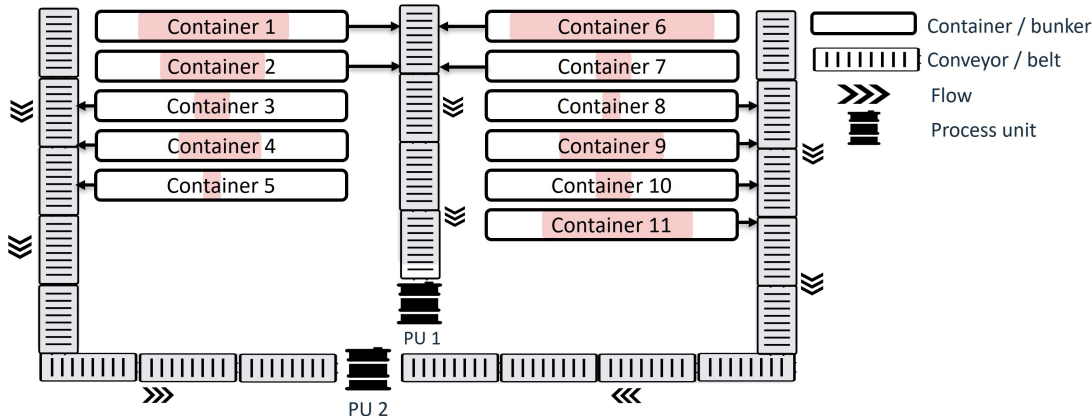 Container 1
Container 2
Container 3
Container 4
Container 5
Container 6
Container 7
Container 8
Container 9
Container 10
Container 11
Container / bunker
Conveyor / belt
Flow
Process unit
PU 1
PU 2